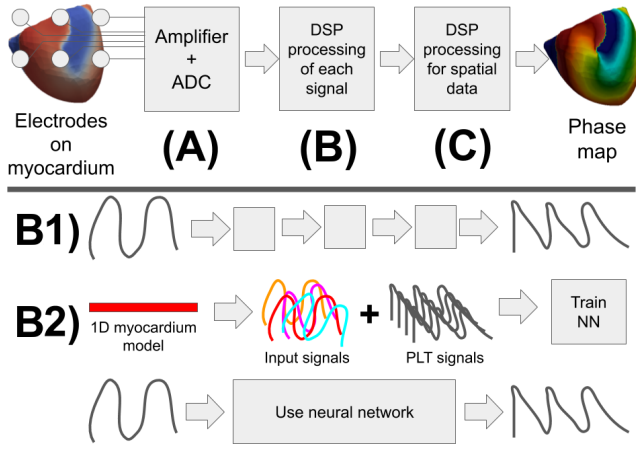 Electrodes
on
myocardium
Amplifier
+
ADC
(A)
DSP
processing
of each
signal
(B)
DSP
processing
for spatial
data
(C)
Phase
map
B1)
B2)
1D myocardium
model
Input signals
+
PLT signals
Train
NN
Use neural network